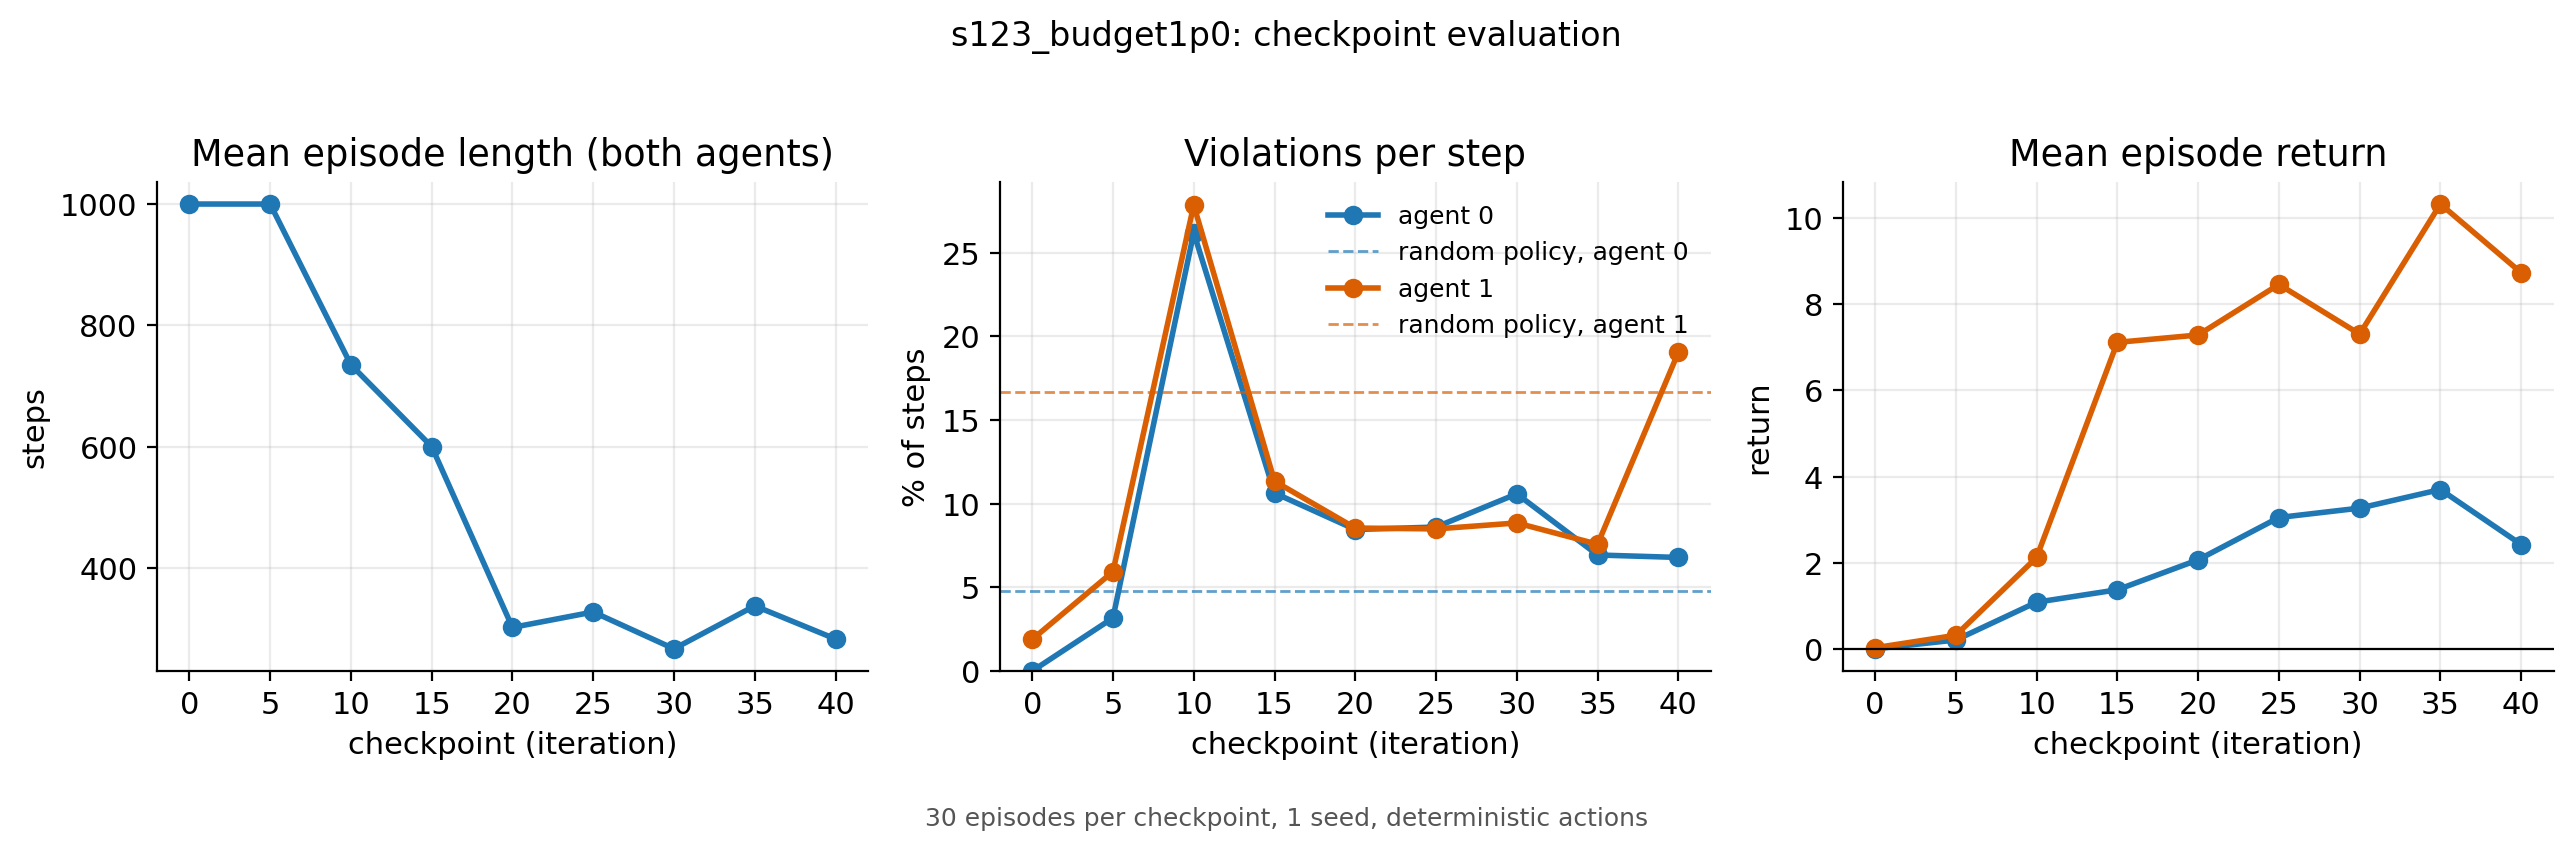 s123_budget1p0: checkpoint evaluation
Mean episode length (both agents)
steps
1000
800
600
400
0 5 10 15 20 25 30 35 40
checkpoint (iteration)
Violations per step
% of steps
25
20
15
10
5
0
agent 0
random policy, agent 0
agent 1
random policy, agent 1
0 5 10 15 20 25 30 35 40
checkpoint (iteration)
Mean episode return
return
10
8
6
4
2
0
0 5 10 15 20 25 30 35 40
checkpoint (iteration)
30 episodes per checkpoint, 1 seed, deterministic actions